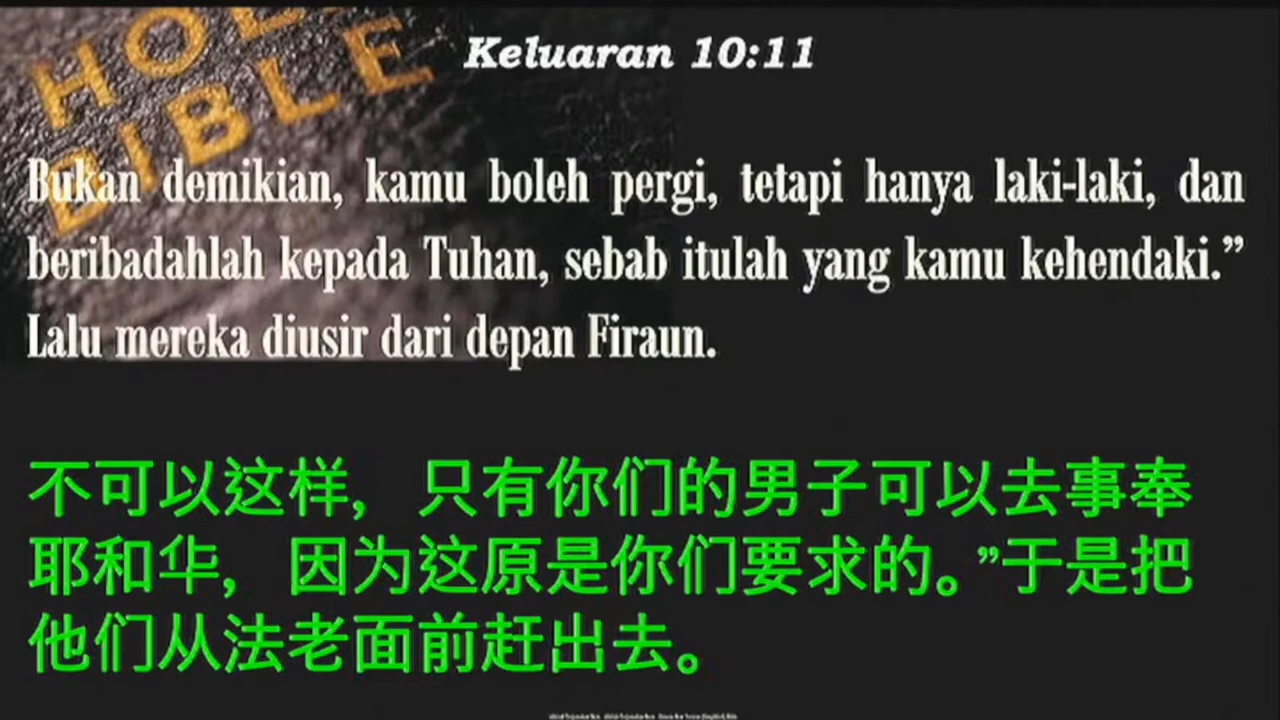 HOLY
BIBLE
Keluaran 10:11
Bukan demikian, kamu boleh pergi, tetapi hanya laki-laki, dan
beribadahlah kepada Tuhan, sebab itulah yang kamu kehendaki.”
Lalu mereka diusir dari depan Firaun.
不可以这样，只有你们的男子可以去事奉
耶和华，因为这原是你们要求的。”于是把
他们从法老面前赶出去。